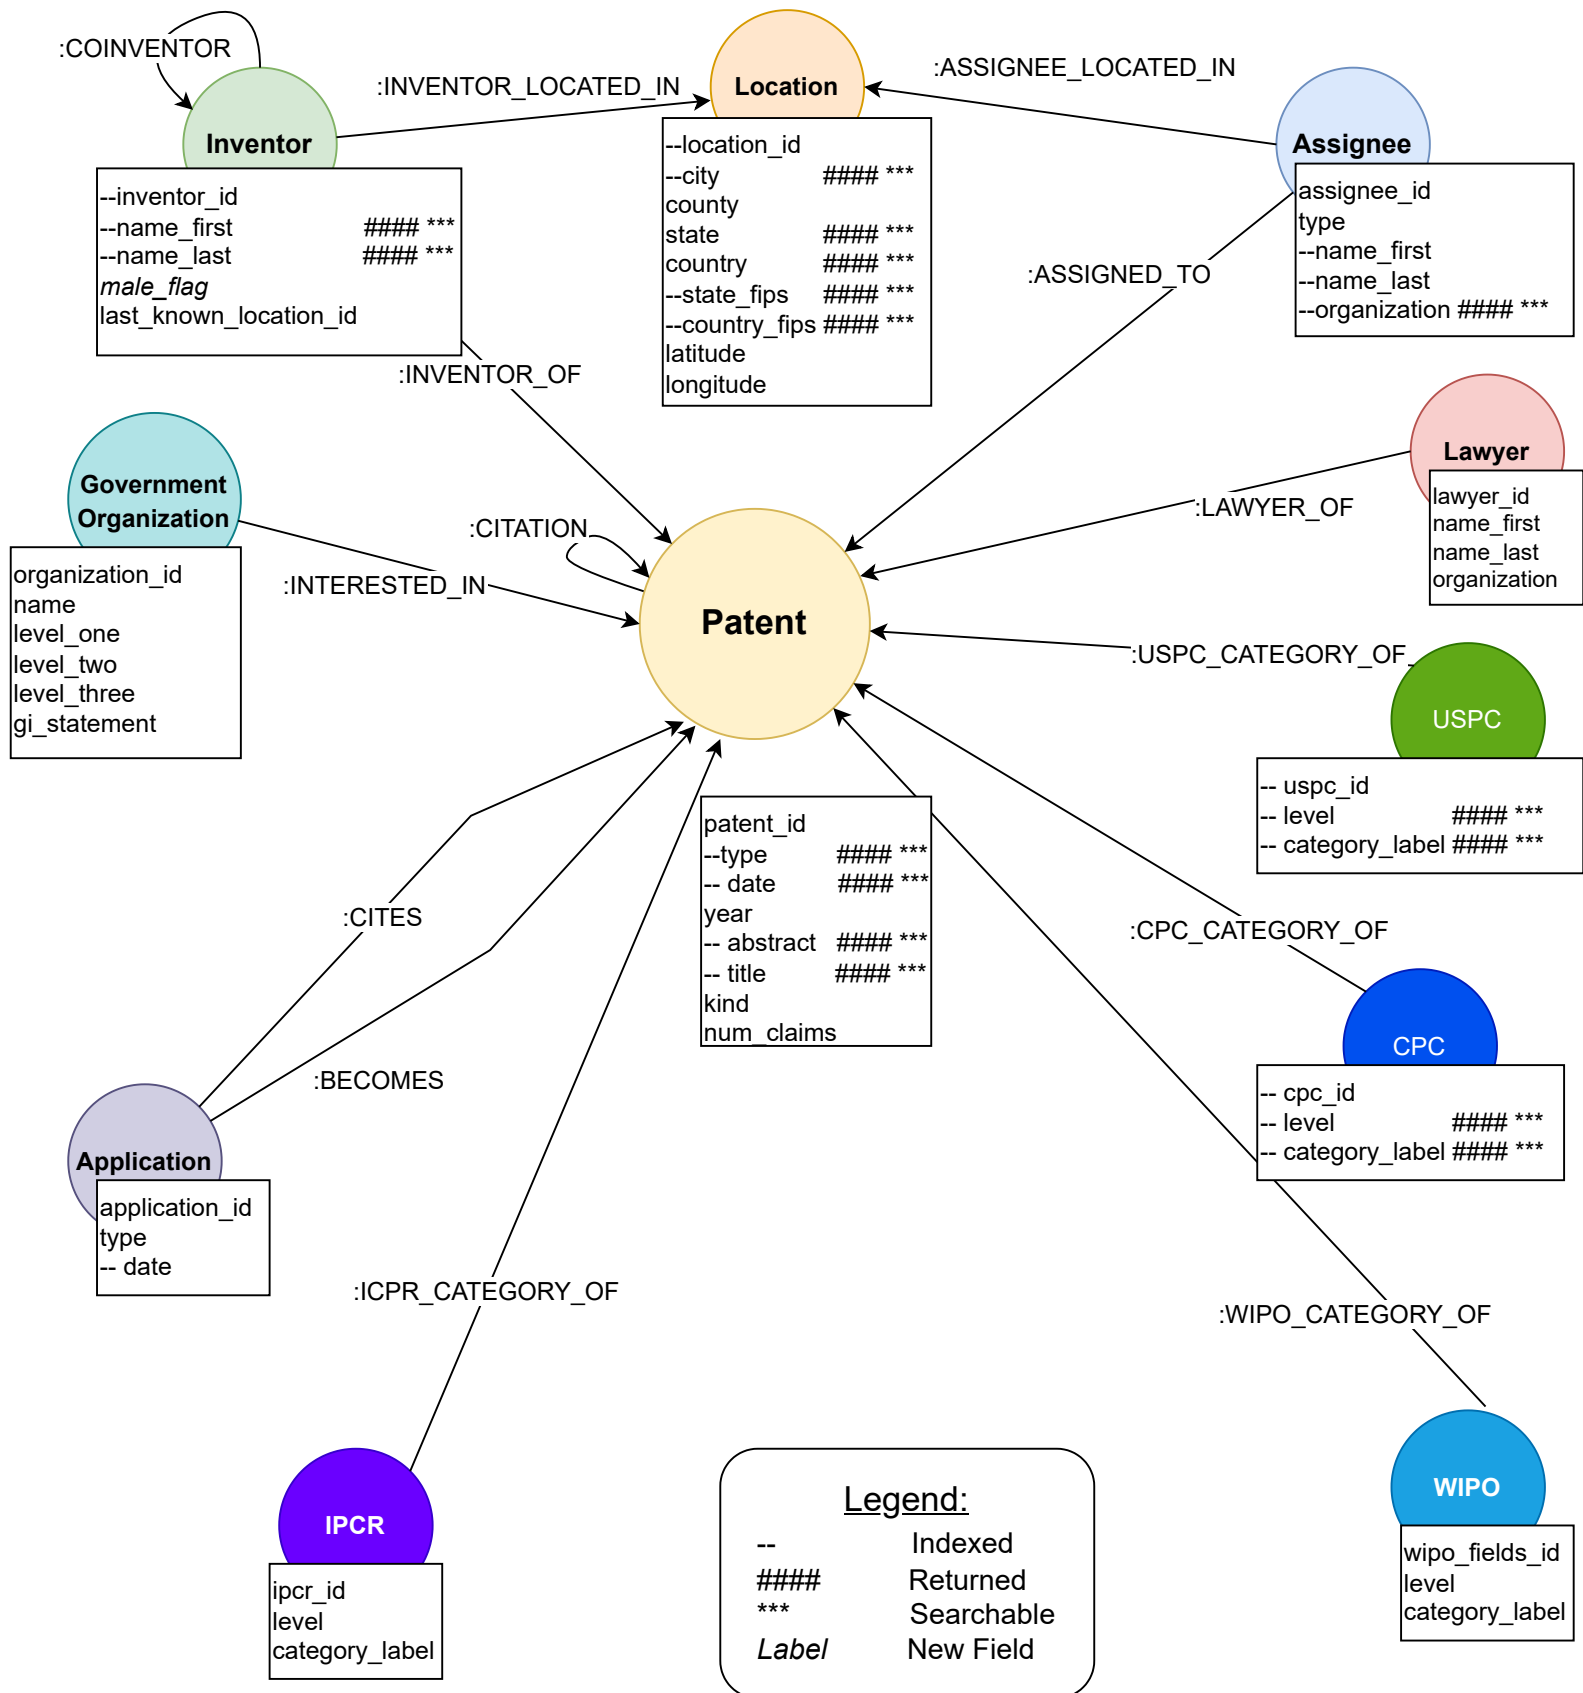 :COINVENTOR
:INVENTOR_LOCATED_IN
Location
:ASSIGNEE_LOCATED_IN
Inventor
Assignee
--inventor_id
--name_first #### ***
--name_last #### ***
male_flag
last_known_location_id
--location_id
--city #### ***
county
state #### ***
country #### ***
--state_fips #### ***
--country_fips #### ***
latitude
longitude
assignee_id
type
--name_first
--name_last
--organization #### ***
:ASSIGNED_TO
:INVENTOR_OF
Government
Organization
organization_id
name
level_one
level_two
level_three
gi_statement
:INTERESTED_IN
:CITATION
Patent
Lawyer
lawyer_id
name_first
name_last
organization
:LAWYER_OF
:USPC_CATEGORY_OF
USPC
-- uspc_id
-- level #### ***
-- category_label #### ***
patent_id
--type #### ***
-- date #### ***
year
-- abstract #### ***
-- title #### ***
kind
num_claims
:CITES
:BECOMES
:CPC_CATEGORY_OF
CPC
-- cpc_id
-- level #### ***
-- category_label #### ***
Application
application_id
type
-- date
:ICPR_CATEGORY_OF
:WIPO_CATEGORY_OF
IPCR
ipcr_id
level
category_label
Legend:
-- Indexed
#### Returned
*** Searchable
Label New Field
WIPO
wipo_fields_id
level
category_label